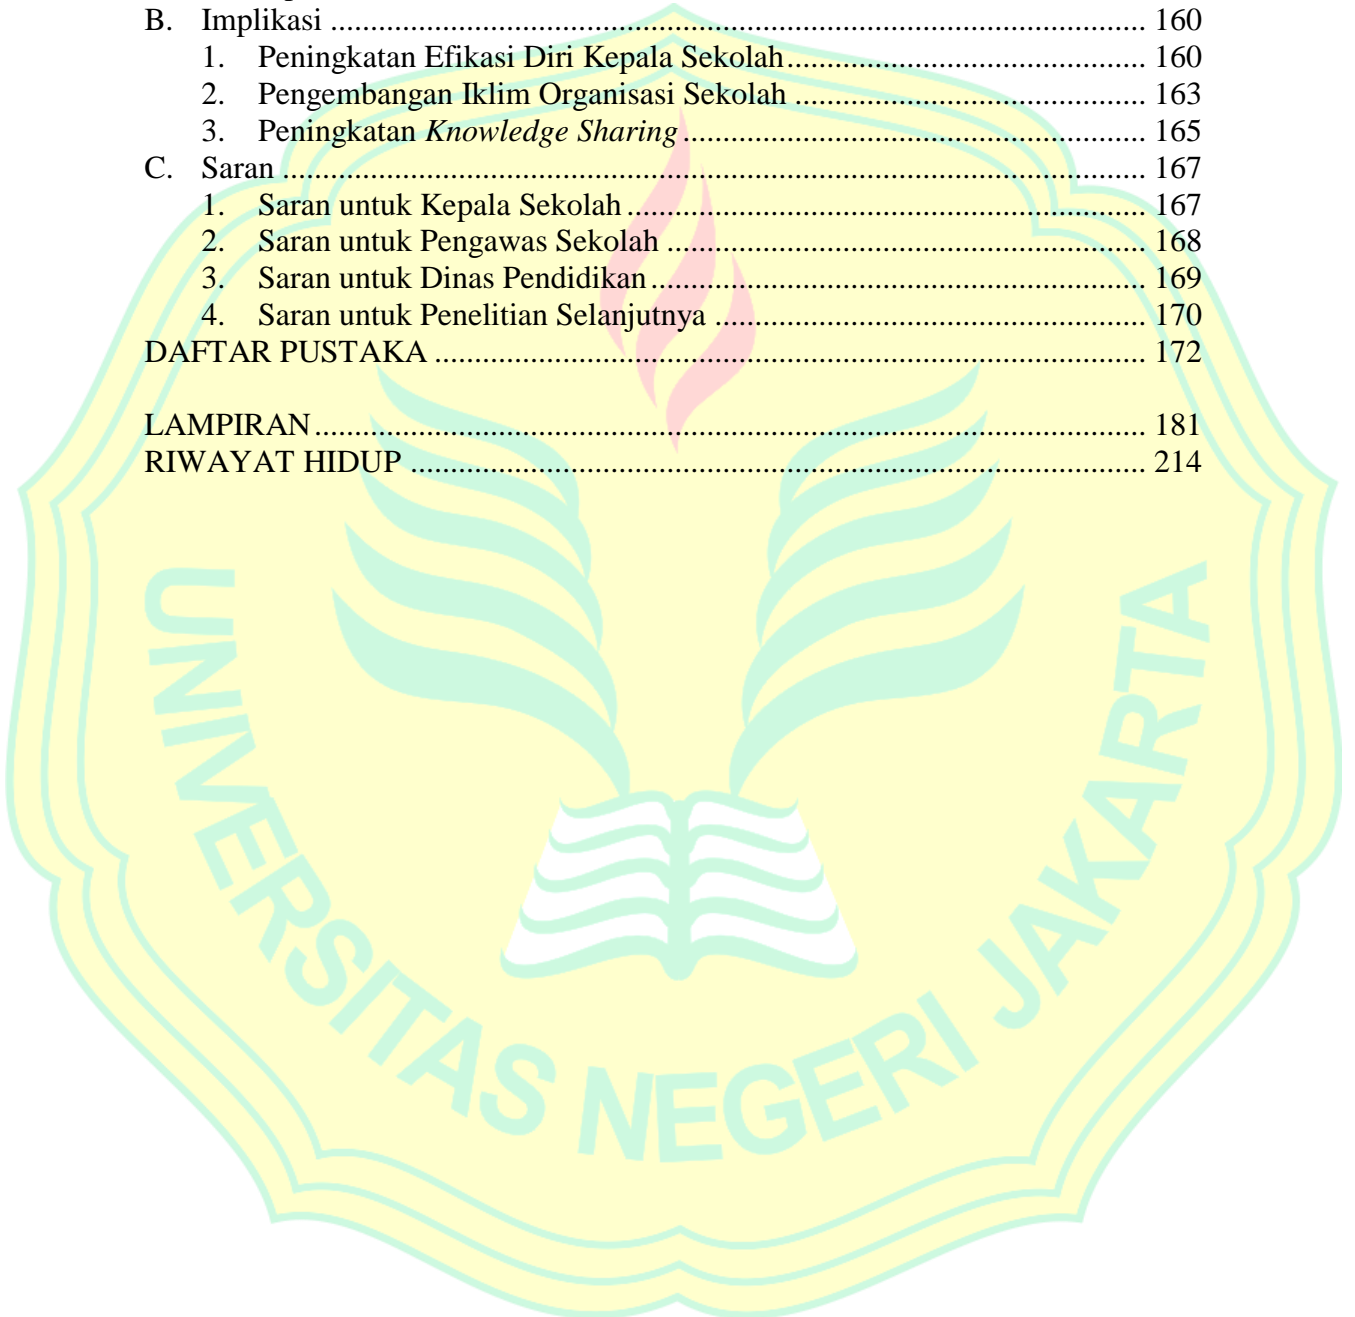 B. Implikasi ........................................................................................................ 160
1. Peningkatan Efikasi Diri Kepala Sekolah .............................................. 160
2. Pengembangan Iklim Organisasi Sekolah ............................................. 163
3. Peningkatan Knowledge Sharing ........................................................... 165
C. Saran .............................................................................................................. 167
1. Saran untuk Kepala Sekolah .................................................................. 167
2. Saran untuk Pengawas Sekolah ............................................................. 168
3. Saran untuk Dinas Pendidikan ............................................................... 169
4. Saran untuk Penelitian Selanjutnya ....................................................... 170
DAFTAR PUSTAKA ........................................................................................... 172
LAMPIRAN .......................................................................................................... 181
RIWAYAT HIDUP .............................................................................................. 214
UNIVERSITAS NEGERI JAKARTA